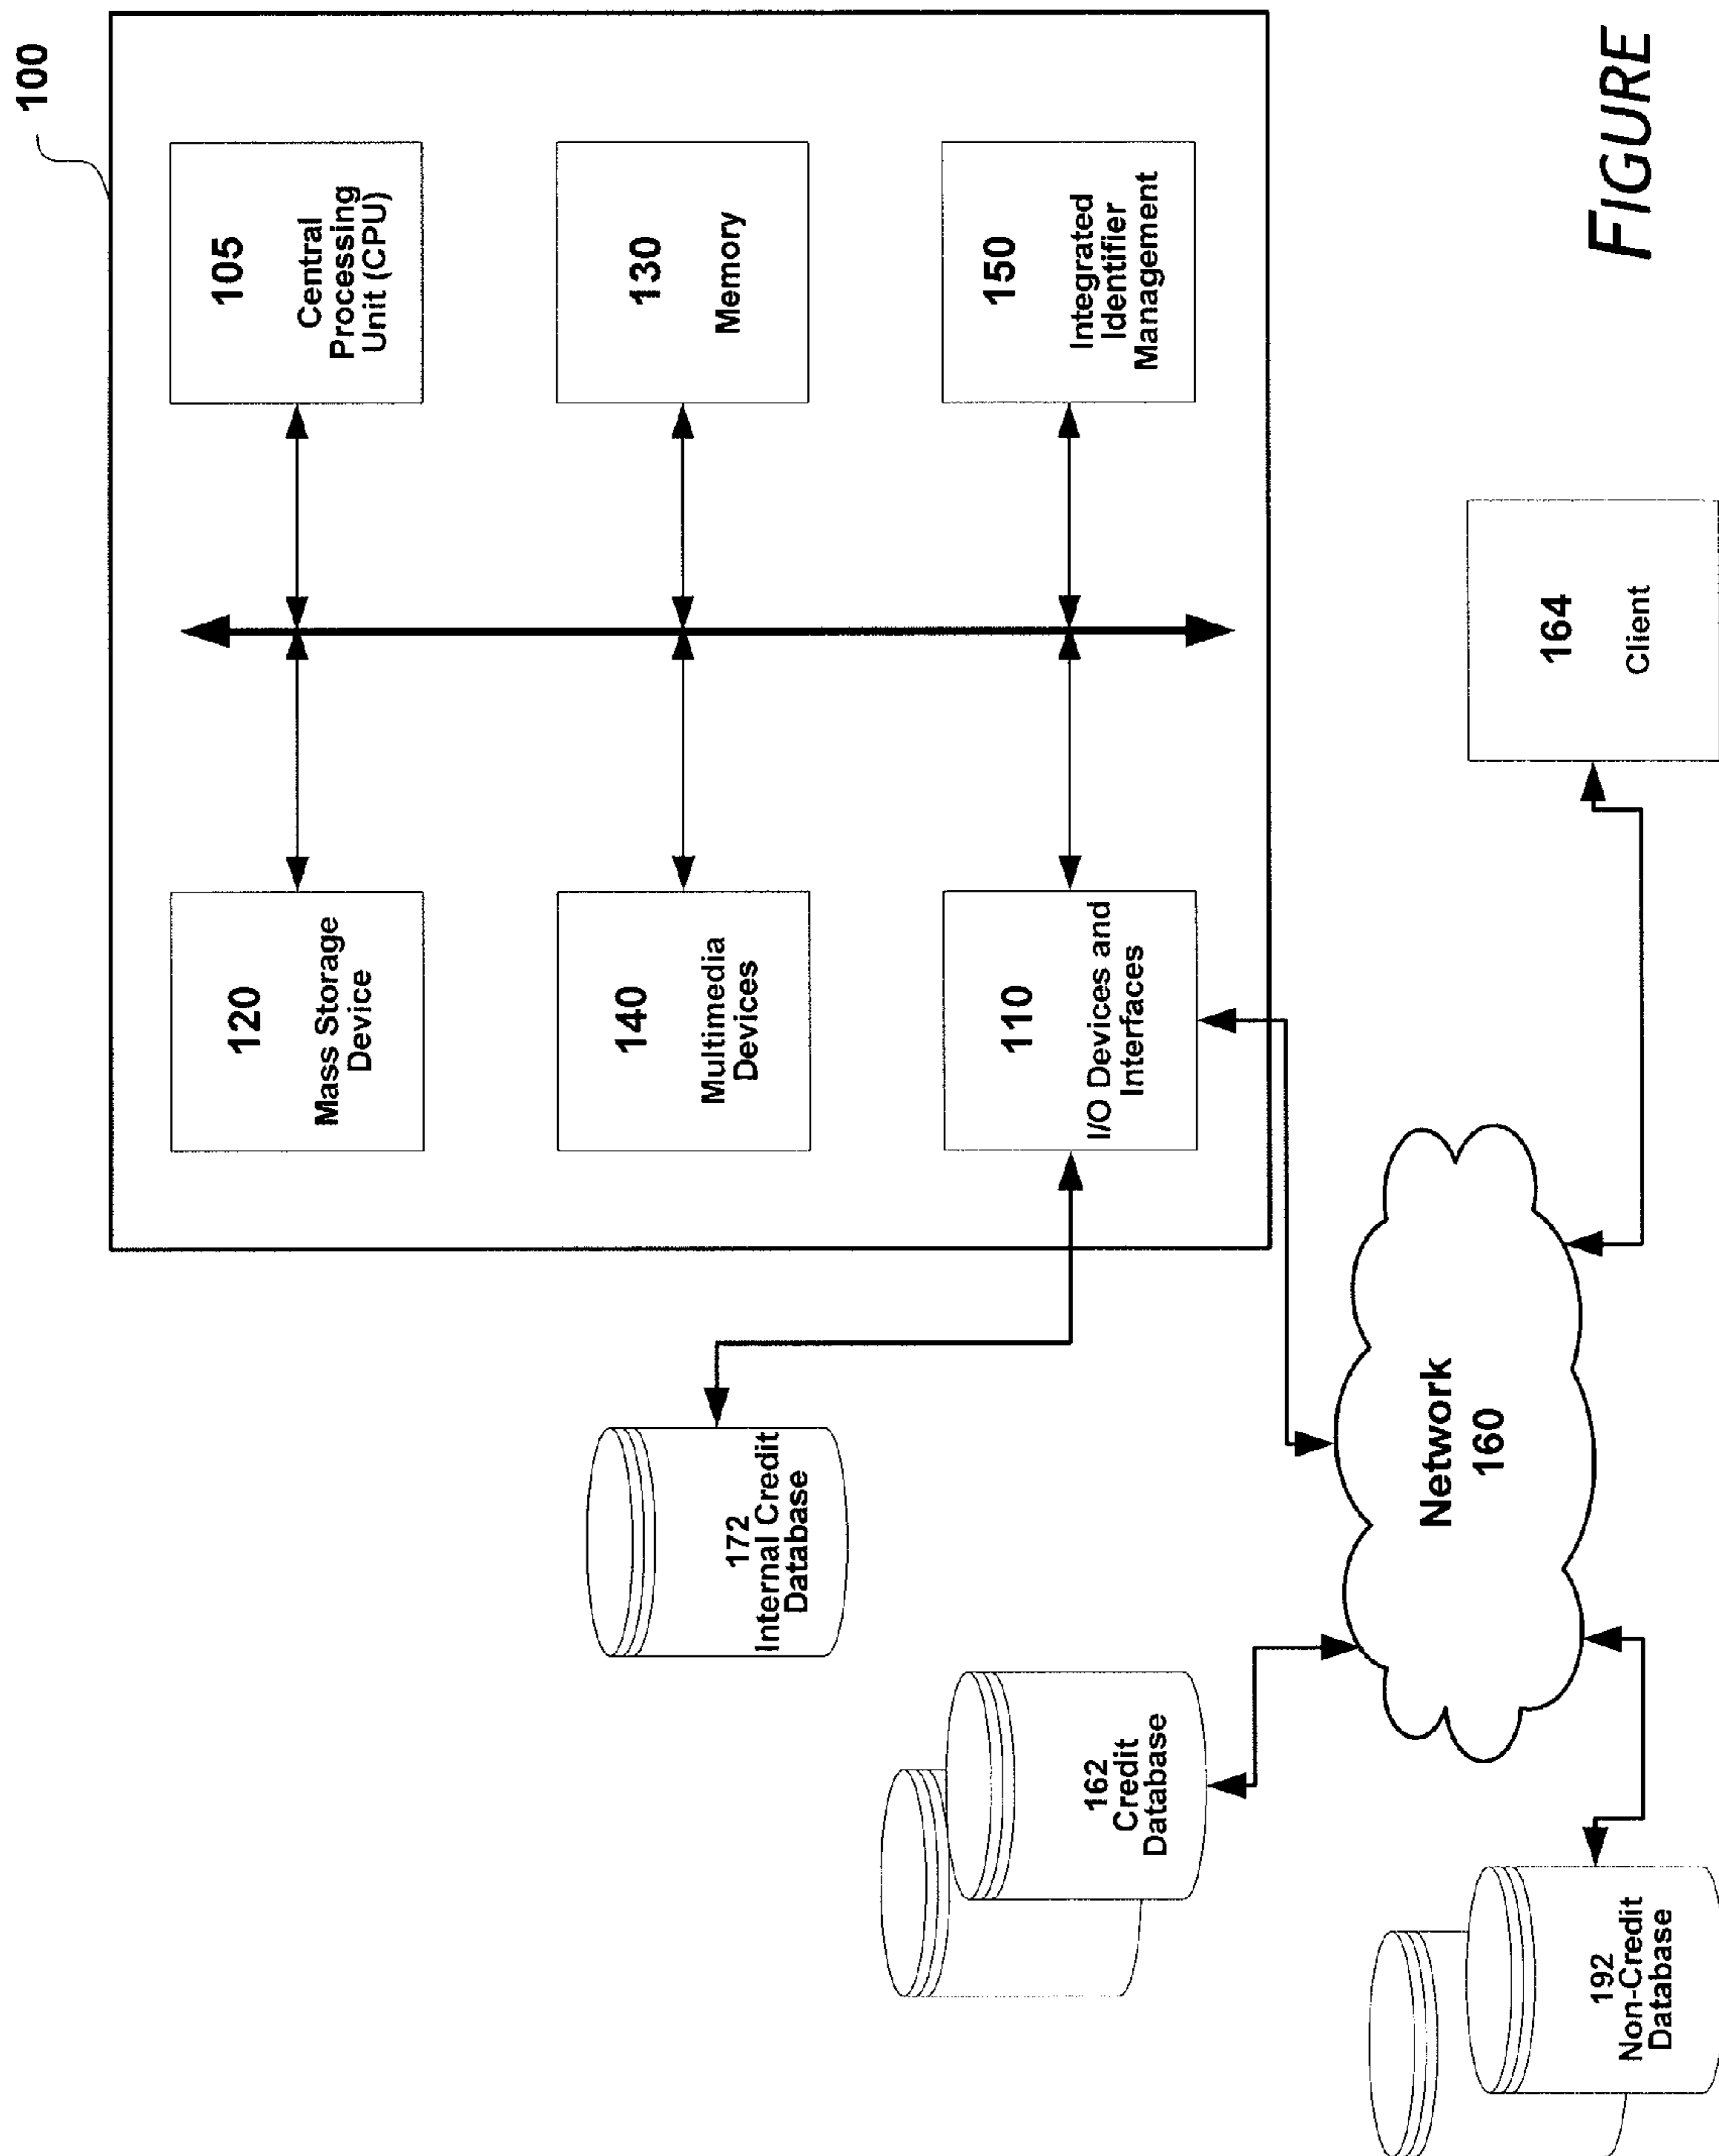 100
120
Mass Storage
Device
105
Central
Processing
Unit (CPU)
140
Multimedia
Devices
130
Memory
110
I/O Devices and
Interfaces
150
Integrated
Identifier
Management
172
Internal Credit
Database
162
Credit
Database
Network
160
192
Non-Credit
Database
164
Client
FIGURE